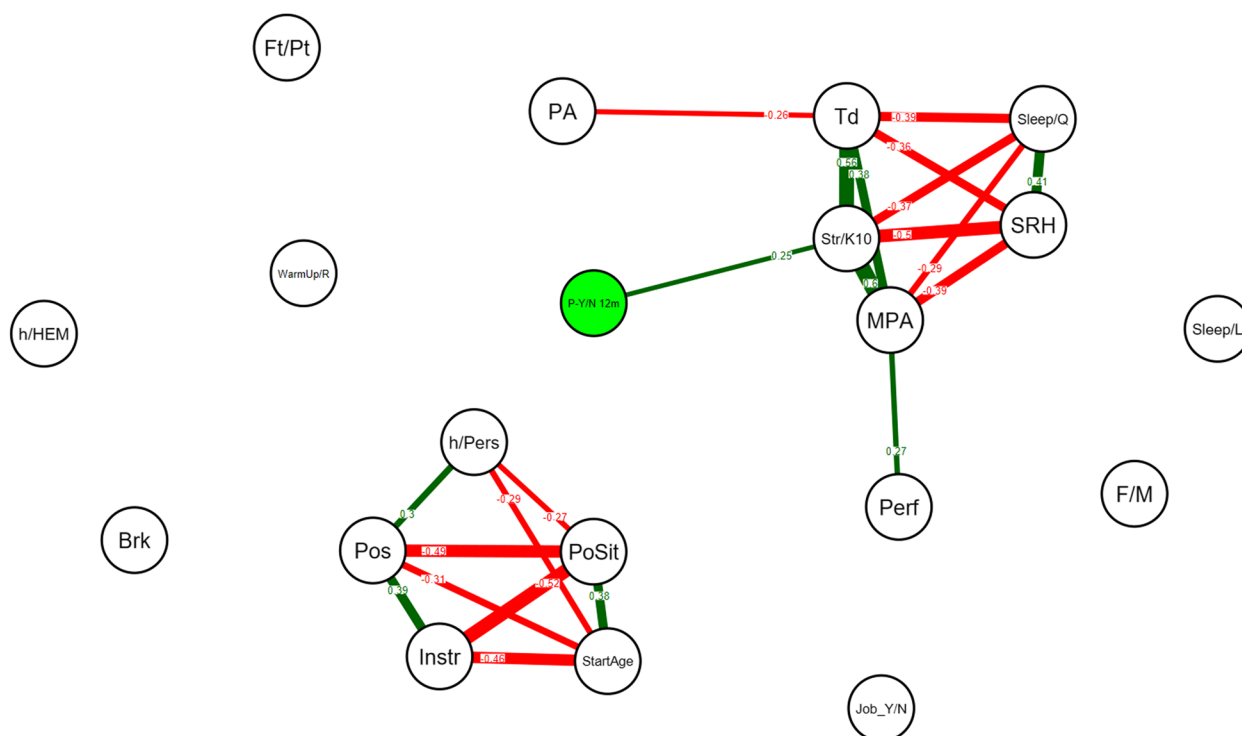 Ft/Pt
PA
-0.26
Td
-0.39
Sleep/Q
-0.36
0.56
0.38
0.41
-0.37
SRH
Str/K10
-0.5
0.25
-0.29
WarmUp/R
0.6
-0.39
P-Y/N 12m
MPA
h/HEM
Sleep/L
h/Pers
0.27
-0.29
F/M
Perf
0.3
-0.27
Brk
Pos
-0.49
PoSit
-0.31
-0.52
0.39
0.38
Instr
-0.46
StartAge
Job_Y/N